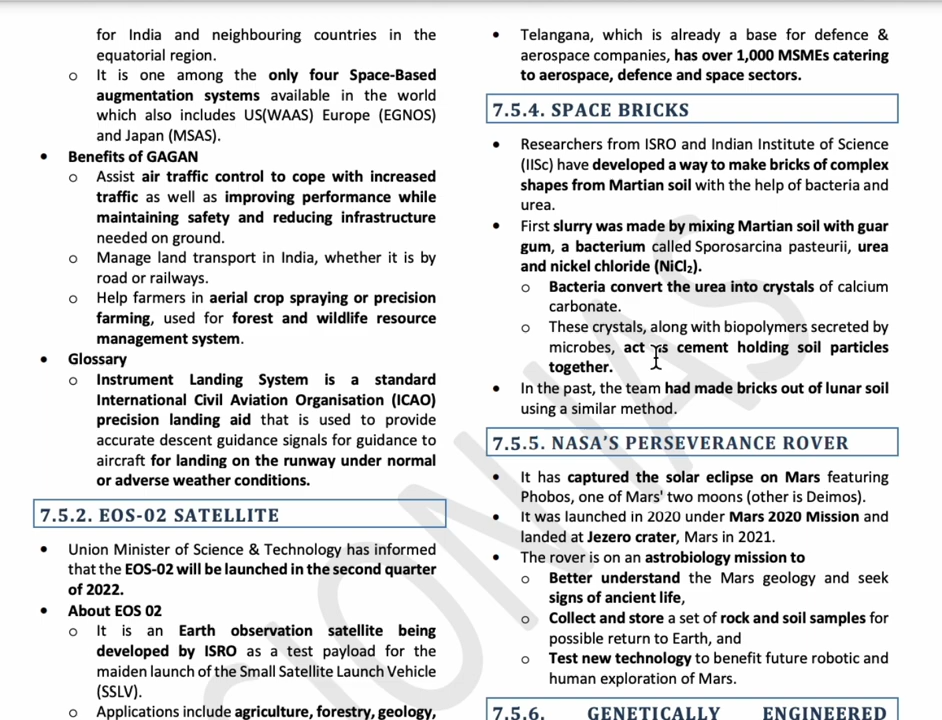 for India and neighbouring countries in the
equatorial region.
o It is one among the only four Space-Based
augmentation systems available in the world
which also includes US(WAAS) Europe (EGNOS)
and Japan (MSAS).
• Benefits of GAGAN
o Assist air traffic control to cope with increased
traffic as well as improving performance while
maintaining safety and reducing infrastructure
needed on ground.
o Manage land transport in India, whether it is by
road or railways.
o Help farmers in aerial crop spraying or precision
farming, used for forest and wildlife resource
management system.
• Glossary
o Instrument Landing System is a standard
International Civil Aviation Organisation (ICAO)
precision landing aid that is used to provide
accurate descent guidance signals for guidance to
aircraft for landing on the runway under normal
or adverse weather conditions.
7.5.2. EOS-02 SATELLITE
• Union Minister of Science & Technology has informed
that the EOS-02 will be launched in the second quarter
of 2022.
• About EOS 02
o It is an Earth observation satellite being
developed by ISRO as a test payload for the
maiden launch of the Small Satellite Launch Vehicle
(SSLV).
o Applications include agriculture, forestry, geology,
• Telangana, which is already a base for defence &
aerospace companies, has over 1,000 MSMEs catering
to aerospace, defence and space sectors.
7.5.4. SPACE BRICKS
• Researchers from ISRO and Indian Institute of Science
(IISc) have developed a way to make bricks of complex
shapes from Martian soil with the help of bacteria and
urea.
• First slurry was made by mixing Martian soil with guar
gum, a bacterium called Sporosarcina pasteurii, urea
and nickel chloride (NiCl₂).
o Bacteria convert the urea into crystals of calcium
carbonate.
o These crystals, along with biopolymers secreted by
microbes, act as cement holding soil particles
together.
• In the past, the team had made bricks out of lunar soil
using a similar method.
7.5.5. NASA'S PERSEVERANCE ROVER
• It has captured the solar eclipse on Mars featuring
Phobos, one of Mars' two moons (other is Deimos).
• It was launched in 2020 under Mars 2020 Mission and
landed at Jezero crater, Mars in 2021.
• The rover is on an astrobiology mission to
o Better understand the Mars geology and seek
signs of ancient life,
o Collect and store a set of rock and soil samples for
possible return to Earth, and
o Test new technology to benefit future robotic and
human exploration of Mars.
7.5.6. GENETICALLY ENGINEERED
SION IAS